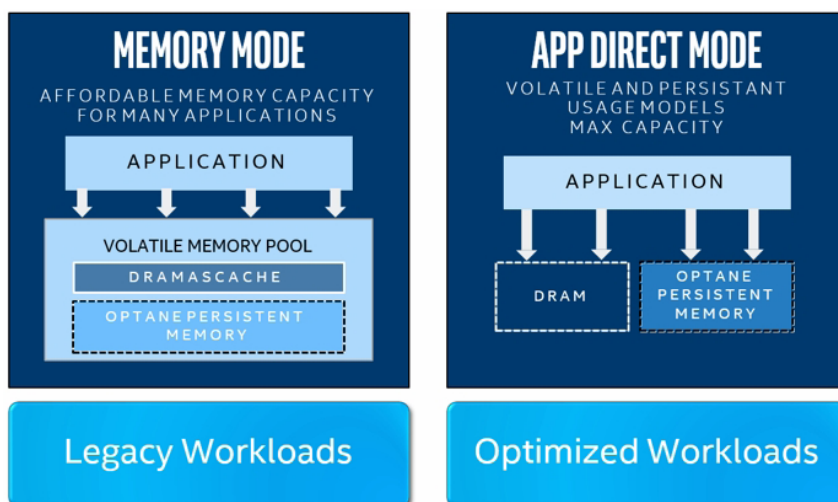 MEMORY MODE
AFFORDABLE MEMORY CAPACITY
FOR MANY APPLICATIONS
APPLICATION
VOLATILE MEMORY POOL
DRAMASCACHE
OPTANE PERSISTENT
MEMORY
Legacy Workloads
APP DIRECT MODE
VOLATILE AND PERSISTANT
USAGE MODELS
MAX CAPACITY
APPLICATION
DRAM
OPTANE
PERSISTENT
MEMORY
Optimized Workloads